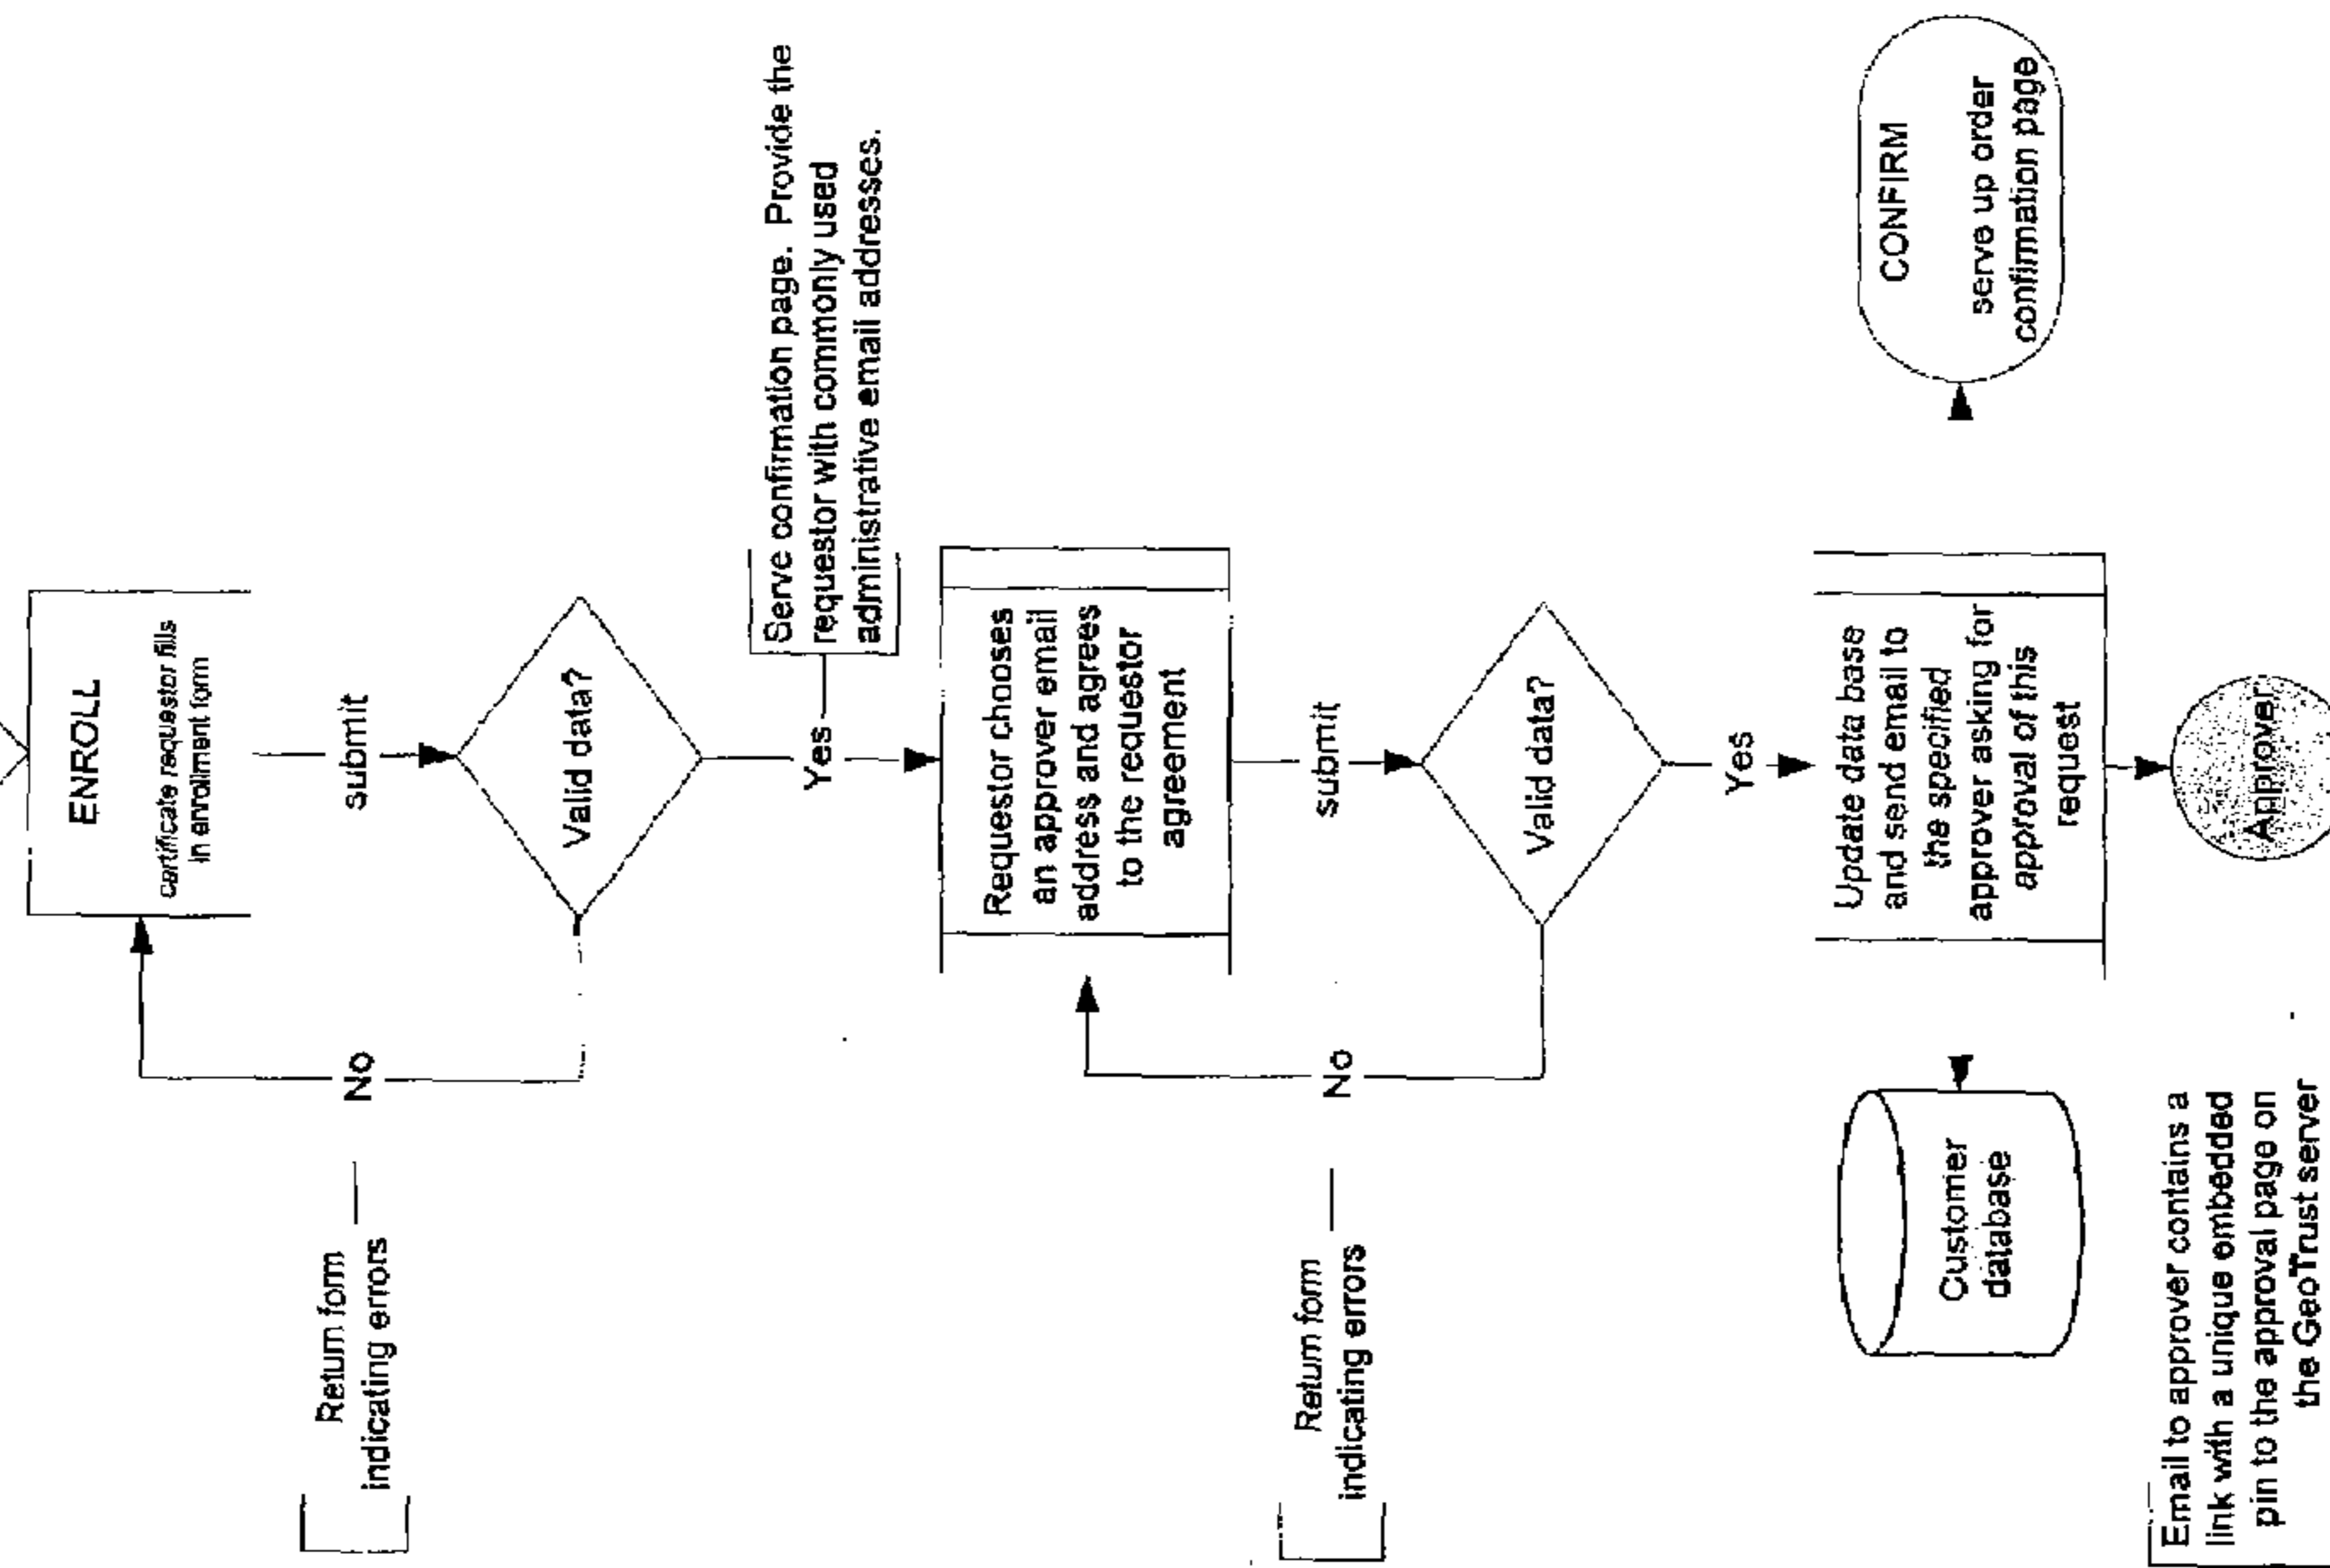 ENROLL
certificate requestor fills
in enrollment form
submit
Valid data?
No
Return form
indicating errors
Yes
Serve confirmation page. Provide the
requestor with commonly used
administrative email addresses.
Requestor chooses
an approver email
address and agrees
to the requestor
agreement
submit
Valid data?
No
Return form
indicating errors
Yes
Update data base
and send email to
the specified
approver asking for
approval of this
request
CONFIRM
serve up order
confirmation page
Customer
database
Approver
Email to approver contains a
link with a unique embedded
pin to the approval page on
the GeoTrust server